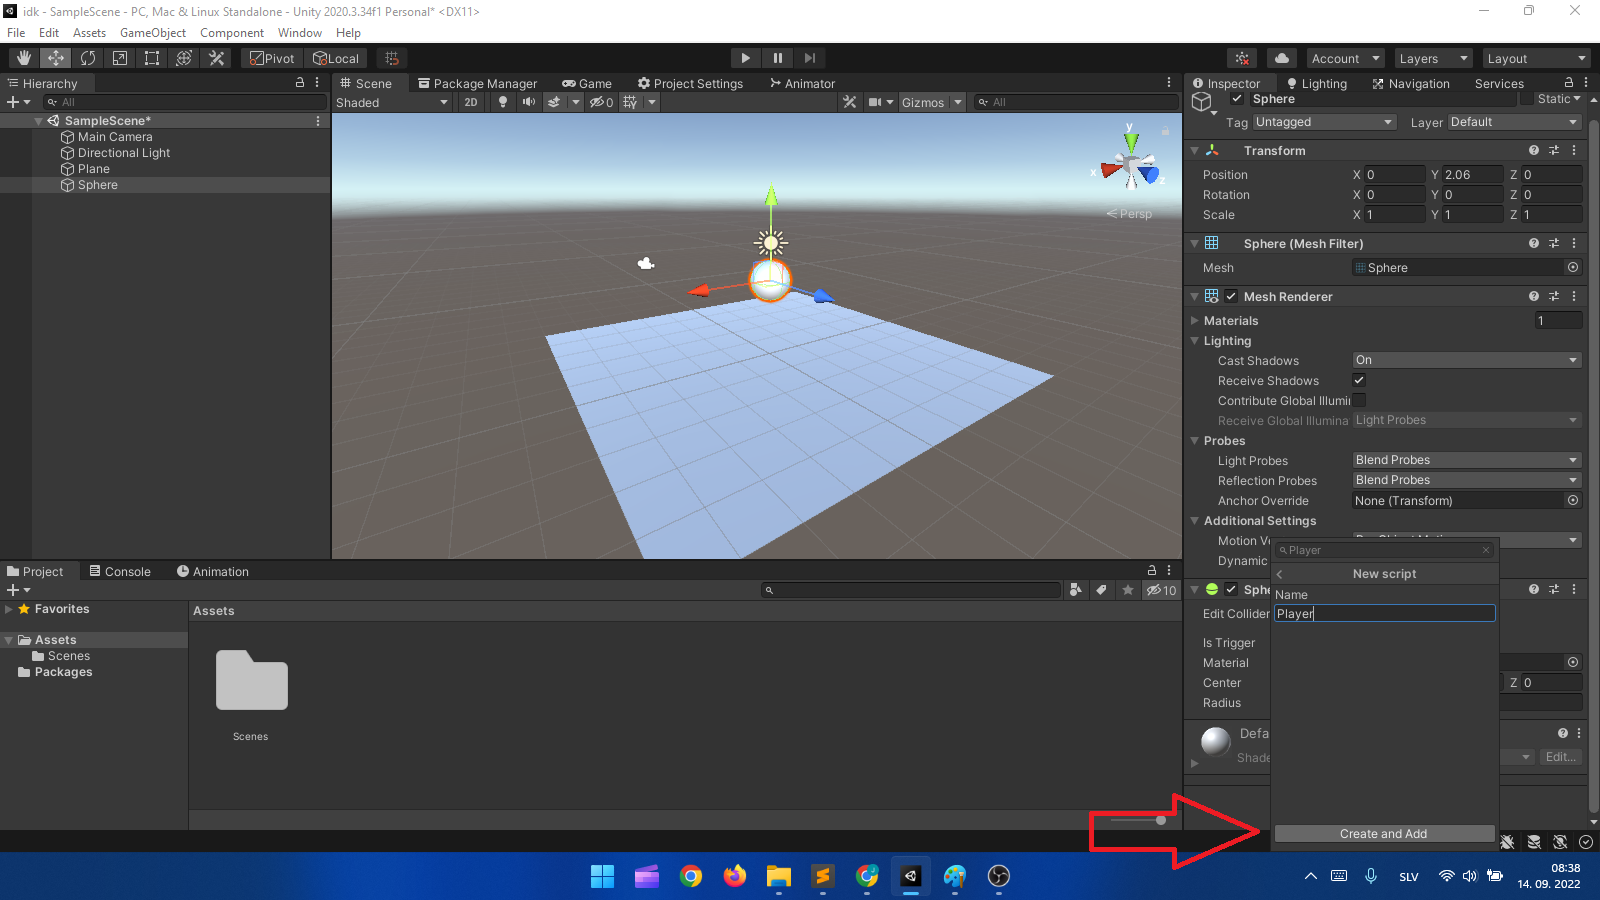 idk - SampleScene - PC, Mac & Linux Standalone - Unity 2020.3.34f1 Personal* <DX11>
File Edit Assets GameObject Component Window Help
Pivot Local Account Layers Layout
Hierarchy
All
SampleScene*
Main Camera
Directional Light
Plane
Sphere
Scene Package Manager Game Project Settings Animator
Shaded 2D 0 Gizmos All
y
x
z
Persp
Inspector Lighting Navigation Services
Sphere Static
Tag Untagged Layer Default
Transform
Position X 0 Y 2.06 Z 0
Rotation X 0 Y 0 Z 0
Scale X 1 Y 1 Z 1
Sphere (Mesh Filter)
Mesh Sphere
Mesh Renderer
Materials 1
Lighting
Cast Shadows On
Receive Shadows
Contribute Global Illumi
Receive Global Illumina Light Probes
Probes
Light Probes Blend Probes
Reflection Probes Blend Probes
Anchor Override None (Transform)
Additional Settings
Motion Ve
Dynamic
Sphe
Edit Collider
Is Trigger
Material
Center Z 0
Radius
Defa
Shade Edit...
Player
New script
Name
Player
Create and Add
Project Console Animation
10
Favorites
Assets
Scenes
Packages
Assets
Scenes
SLV
08:38
14. 09. 2022